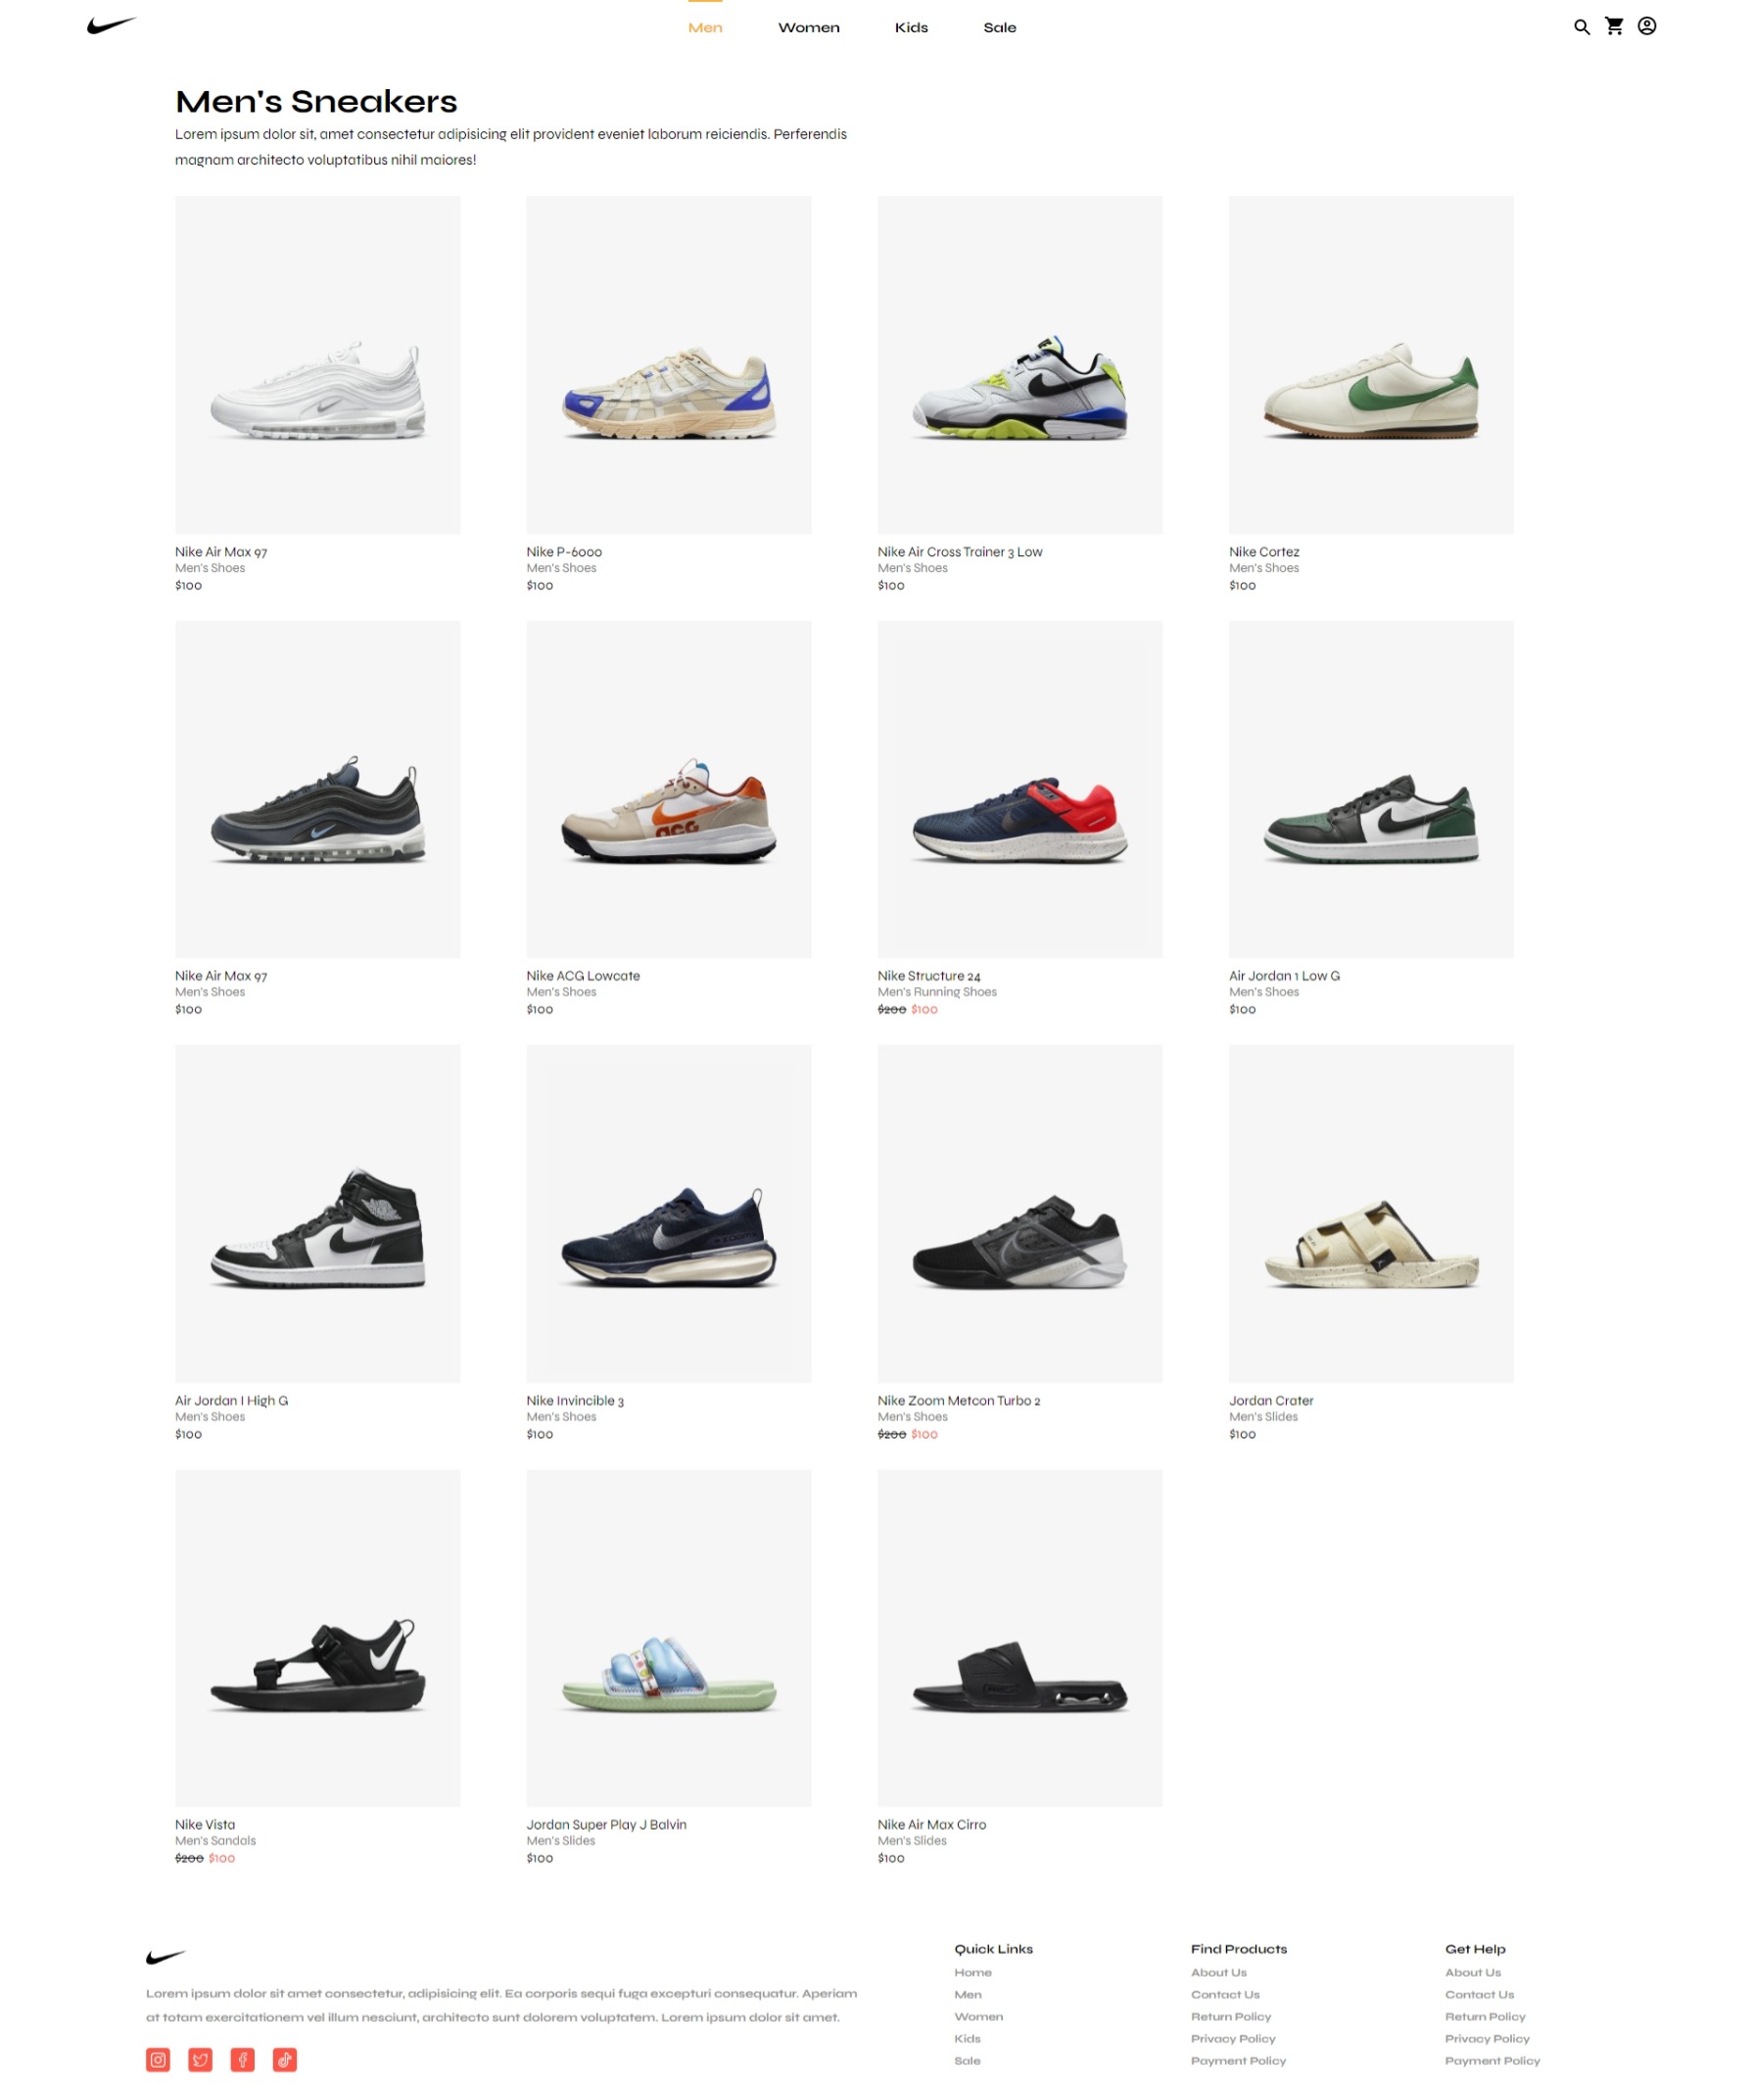 Men Women Kids Sale
Men's Sneakers
Lorem ipsum dolor sit, amet consectetur adipisicing elit provident eveniet laborum reiciendis. Perferendis
magnam architecto voluptatibus nihil maiores!
Nike Air Max 97
Men's Shoes
$100
Nike P-6000
Men's Shoes
$100
Nike Air Cross Trainer 3 Low
Men's Shoes
$100
Nike Cortez
Men's Shoes
$100
Nike Air Max 97
Men's Shoes
$100
ACG
Nike ACG Lowcate
Men's Shoes
$100
Nike Structure 24
Men's Running Shoes
$200 $100
Air Jordan 1 Low G
Men's Shoes
$100
Air Jordan I High G
Men's Shoes
$100
Nike Invincible 3
Men's Shoes
$100
Nike Zoom Metcon Turbo 2
Men's Shoes
$200 $100
Jordan Crater
Men's Slides
$100
Nike Vista
Men's Sandals
$200 $100
Jordan Super Play J Balvin
Men's Slides
$100
Nike Air Max Cirro
Men's Slides
$100
Lorem ipsum dolor sit amet consectetur, adipisicing elit. Ea corporis sequi fuga excepturi consequatur. Aperiam
at totam exercitationem vel illum nesciunt, architecto sunt dolorem voluptatem. Lorem ipsum dolor sit amet.
Quick Links
Home
Men
Women
Kids
Sale
Find Products
About Us
Contact Us
Return Policy
Privacy Policy
Payment Policy
Get Help
About Us
Contact Us
Return Policy
Privacy Policy
Payment Policy